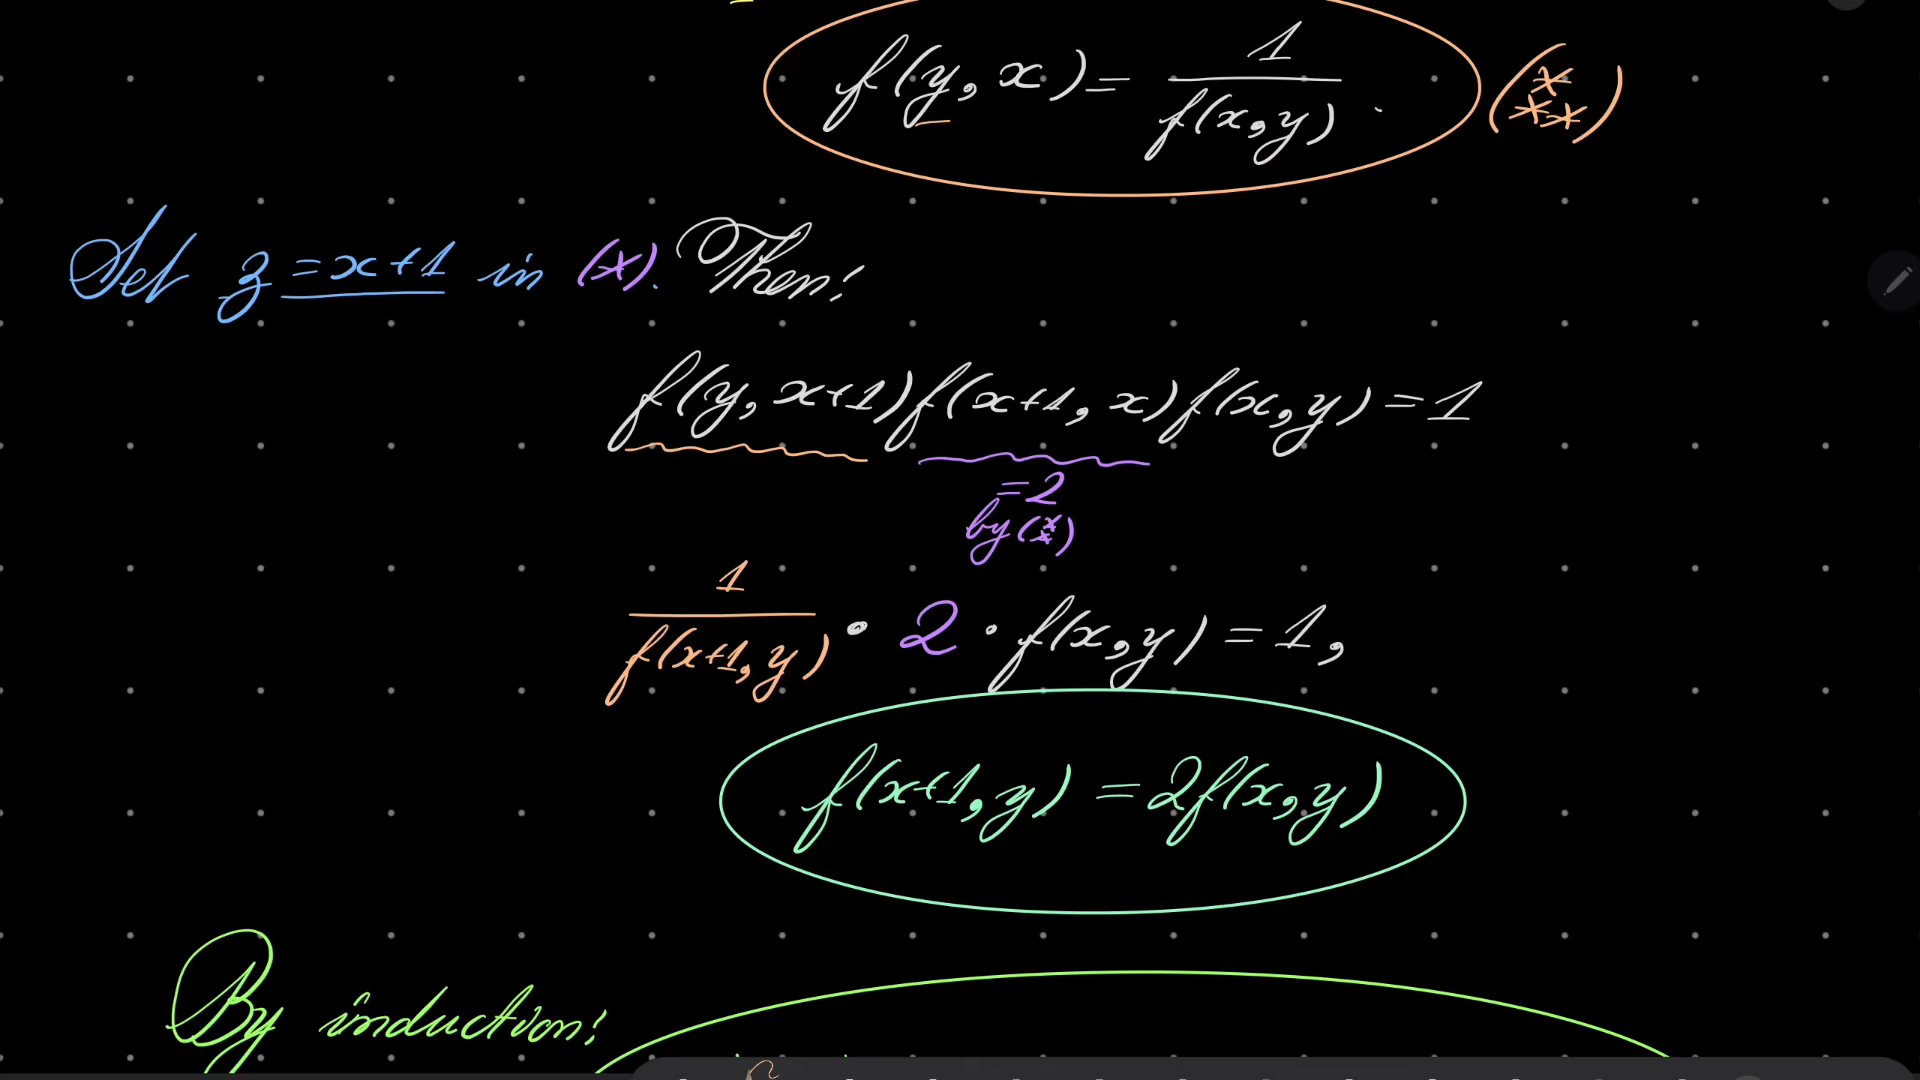 f(y, x) = 1/f(x,y). (***)
Set z = x+1 in (*). Then:
f(y, x+1) f(x+1, x) f(x, y) = 1
= 2
by (**)
1/f(x+1, y) · 2 · f(x, y) = 1,
f(x+1, y) = 2f(x, y)
By induction: